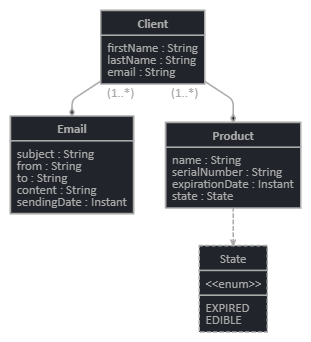 Client
firstName : String
lastName : String
email : String
(1..*)
(1..*)
Email
subject : String
from : String
to : String
content : String
sendingDate : Instant
Product
name : String
serialNumber : String
expirationDate : Instant
state : State
State
<<enum>>
EXPIRED
EDIBLE